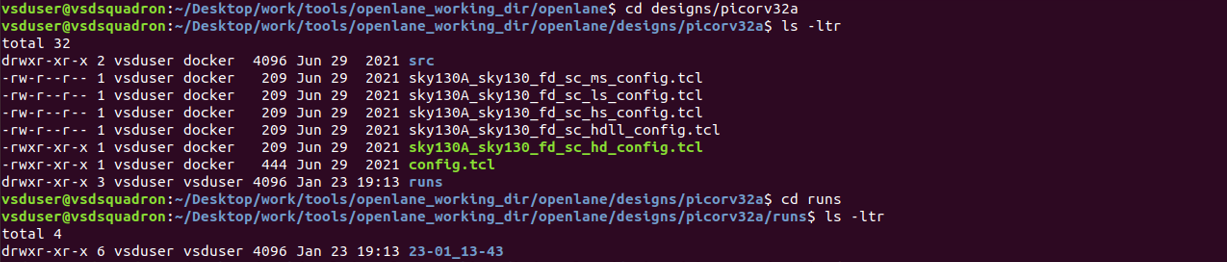 vsduser@vsdsquadron:~/Desktop/work/tools/openlane_working_dir/openlane$ cd designs/picorv32a
vsduser@vsdsquadron:~/Desktop/work/tools/openlane_working_dir/openlane/designs/picorv32a$ ls -ltr
total 32
drwxr-xr-x 2 vsduser docker  4096 Jun 29  2021 src
-rw-r--r-- 1 vsduser docker   209 Jun 29  2021 sky130A_sky130_fd_sc_ms_config.tcl
-rw-r--r-- 1 vsduser docker   209 Jun 29  2021 sky130A_sky130_fd_sc_ls_config.tcl
-rw-r--r-- 1 vsduser docker   209 Jun 29  2021 sky130A_sky130_fd_sc_hs_config.tcl
-rw-r--r-- 1 vsduser docker   209 Jun 29  2021 sky130A_sky130_fd_sc_hdll_config.tcl
-rwxr-xr-x 1 vsduser docker   209 Jun 29  2021 sky130A_sky130_fd_sc_hd_config.tcl
-rwxr-xr-x 1 vsduser docker   444 Jun 29  2021 config.tcl
drwxr-xr-x 3 vsduser vsduser 4096 Jan 23 19:13 runs
vsduser@vsdsquadron:~/Desktop/work/tools/openlane_working_dir/openlane/designs/picorv32a$ cd runs
vsduser@vsdsquadron:~/Desktop/work/tools/openlane_working_dir/openlane/designs/picorv32a/runs$ ls -ltr
total 4
drwxr-xr-x 6 vsduser vsduser 4096 Jan 23 19:13 23-01_13-43